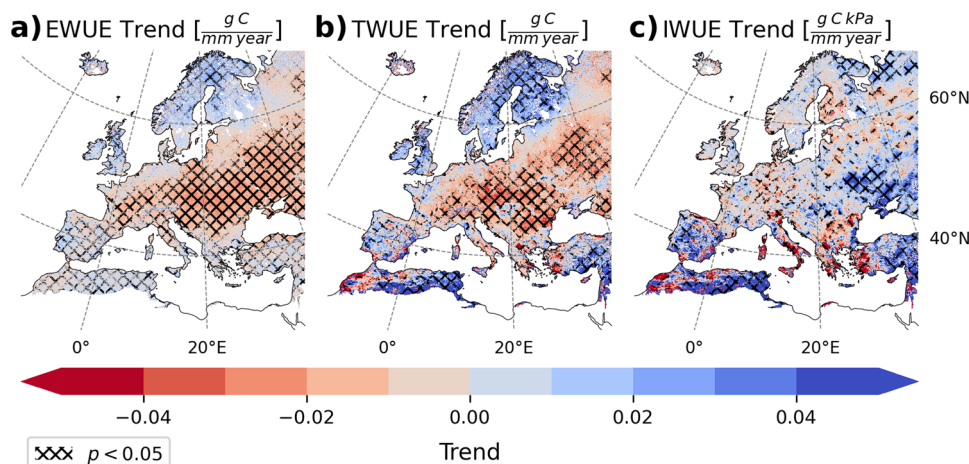 a) EWUE Trend [g C / mm year]
b) TWUE Trend [g C / mm year]
c) IWUE Trend [g C kPa / mm year]
60°N
40°N
0° 20°E 0° 20°E 0° 20°E
−0.04 −0.02 0.00 0.02 0.04
p < 0.05
Trend